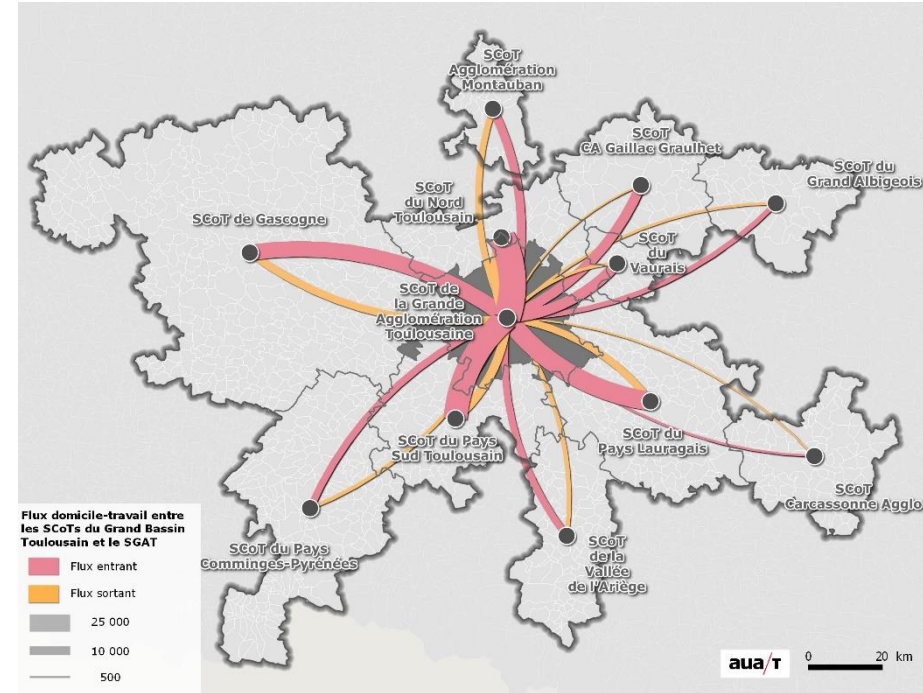 SCoT
Agglomération
Montauban
SCoT
CA Gaillac Graulhet
SCoT du
Grand Albigeois
SCoT
du Nord
Toulousain
SCoT de Gascogne
SCoT
du
Vaurais
SCoT de
la Grande
Agglomération
Toulousaine
SCoT du Pays
Sud Toulousain
SCoT du
Pays Lauragais
SCoT
Carcassonne Agglo
SCoT du Pays
Comminges-Pyrénées
SCoT
de la
Vallée
de l'Ariège
Flux domicile-travail entre
les SCoTs du Grand Bassin
Toulousain et le SGAT
Flux entrant
Flux sortant
25 000
10 000
500
aua/T
0 20 km